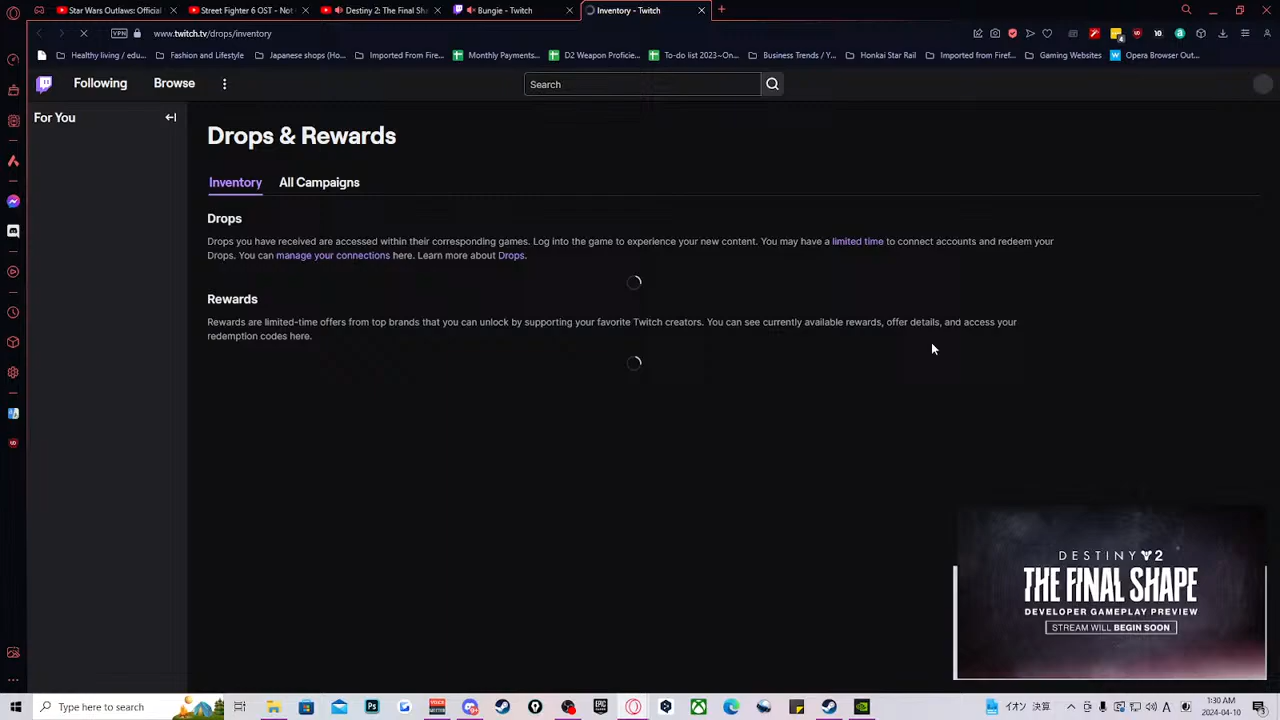 Star Wars Outlaws: Official
Street Fighter 6 OST - Not
Destiny 2: The Final Sha
Bungie - Twitch
Inventory - Twitch
VPN
www.twitch.tv/drops/inventory
Healthy living / edu...
Fashion and Lifestyle
Japanese shops (Ho...
Imported From Fire...
Monthly Payments...
D2 Weapon Proficie...
To-do list 2023~On...
Business Trends / Y...
Honkai Star Rail
Imported from Firef...
Gaming Websites
Opera Browser Out...
Following
Browse
Search
For You
Drops & Rewards
Inventory
All Campaigns
Drops
Drops you have received are accessed within their corresponding games. Log into the game to experience your new content. You may have a limited time to connect accounts and redeem your
Drops. You can manage your connections here. Learn more about Drops.
Rewards
Rewards are limited-time offers from top brands that you can unlock by supporting your favorite Twitch creators. You can see currently available rewards, offer details, and access your
redemption codes here.
DESTINY 2
THE FINAL SHAPE
DEVELOPER GAMEPLAY PREVIEW
STREAM WILL BEGIN SOON
Type here to search
イオン 決算
A
1:30 AM
2024-04-10